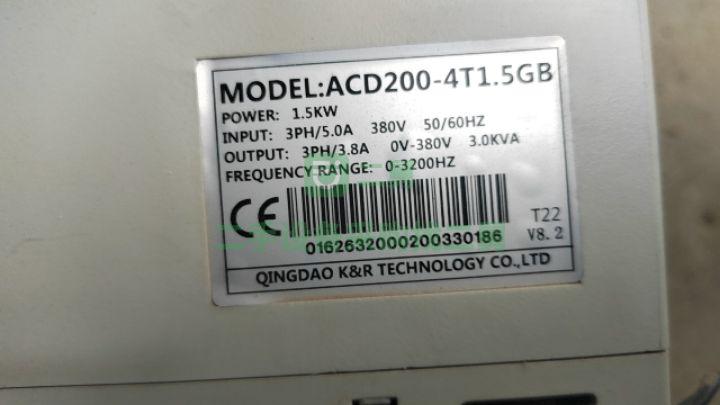 MODEL:ACD200-4T1.5GB
POWER: 1.5KW
INPUT: 3PH/5.0A 380V 50/60HZ
OUTPUT: 3PH/3.8A 0V-380V 3.0KVA
FREQUENCY RANGE: 0-3200HZ
CE
0162632000200330186
T22
V8.2
QINGDAO K&R TECHNOLOGY CO.,LTD